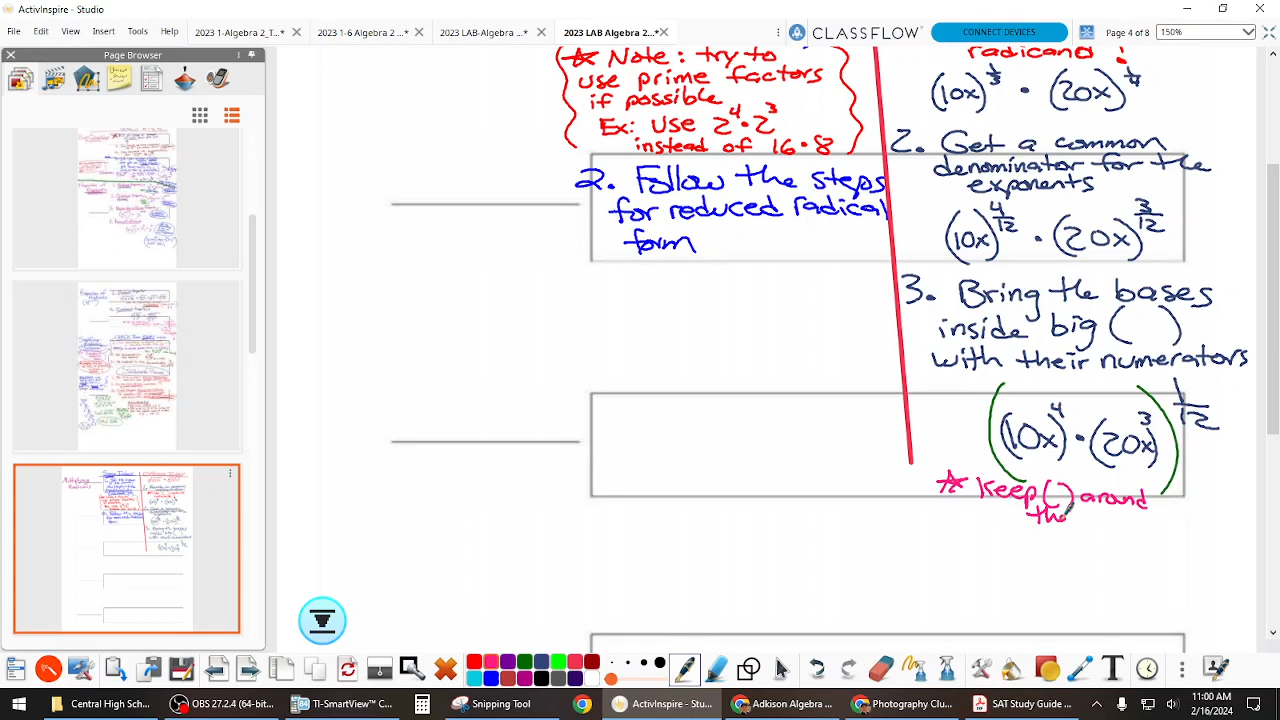 ActivInspire - Studio
File Edit View Insert Tools Help
2023 1-Algebra 2_T...*
2023 1-6 Algebra 2 ...*
2023 LAB-Algebra ...*
2023 LAB Algebra 2...*
CLASSFLOW
CONNECT DEVICES
Page 4 of 8
150%
Page Browser
☆ Note: try to
use prime factors
if possible
Ex: Use 2⁴•2³
instead of 16•8
2. Follow the steps
for reduced radical
form
radicand!
(10x)^(1/3) • (20x)^(1/4)
2. Get a common
denominator for the
exponents
(10x)^(4/12) • (20x)^(3/12)
3. Bring the bases
inside big ( )
with their numerators
((10x)⁴•(20x)³)^(1/12)
☆ Keep ( ) around
the
Central High Sch...
OBS 27.2.4 (64-bit...
TI-SmartView™ C...
Snipping Tool
ActivInspire - Stud...
Adkison Algebra ...
Photography Clu...
SAT Study Guide ...
11:00 AM
2/16/2024